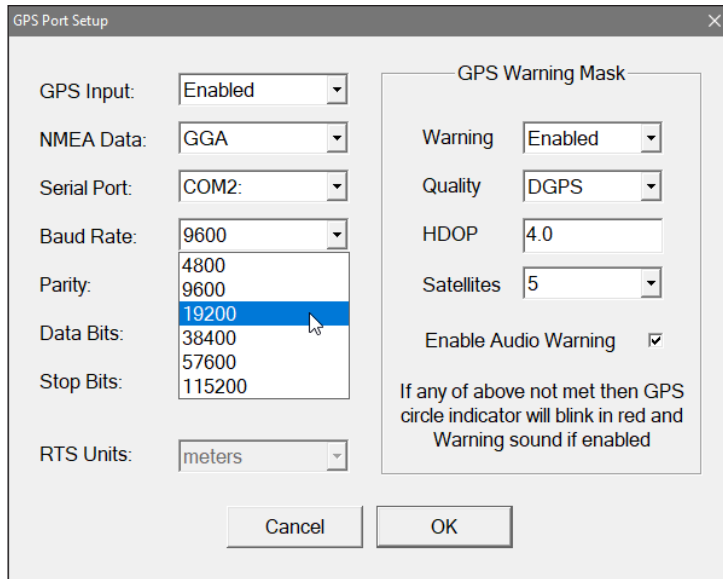 GPS Port Setup
GPS Input: Enabled
NMEA Data: GGA
Serial Port: COM2:
Baud Rate: 9600
4800
9600
19200
38400
57600
115200
Parity:
Data Bits:
Stop Bits:
RTS Units: meters
GPS Warning Mask
Warning Enabled
Quality DGPS
HDOP 4.0
Satellites 5
Enable Audio Warning
If any of above not met then GPS
circle indicator will blink in red and
Warning sound if enabled
Cancel OK